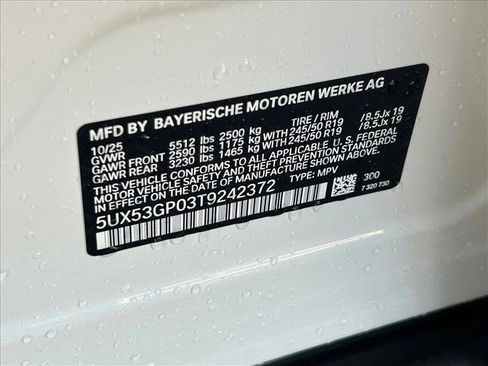 MFD BY BAYERISCHE MOTOREN WERKE AG
10/25 5512 lbs 2500 kg TIRE / RIM
GVWR
GAWR FRONT 2590 lbs 1175 kg + 245/50 R19 /8.5Jx 19
GAWR REAR 3230 lbs 1465 kg + 245/50 R19 /8.5Jx 19
THIS VEHICLE CONFORMS TO ALL APPLICABLE U. S. FEDERAL
MOTOR VEHICLE SAFETY, BUMPER, AND THEFT PREVENTION
STANDARDS IN EFFECT ON THE DATE OF
MANUFACTURE SHOWN ABOVE.
5UX53GP03T9242372 TYPE: MPV 300
7 320 730